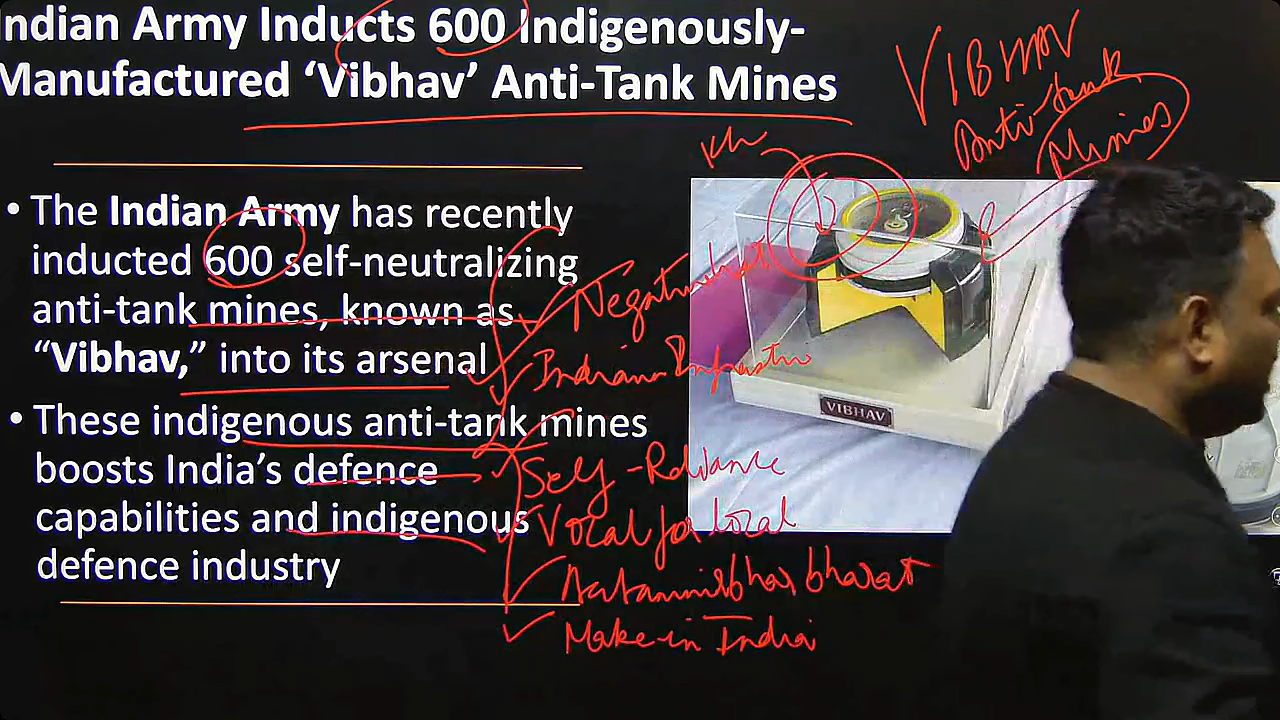 Indian Army Inducts 600 Indigenously-
Manufactured ‘Vibhav’ Anti-Tank Mines
VIBHAV
Anti-tank
Mines
• The Indian Army has recently
inducted 600 self-neutralizing
anti-tank mines, known as
“Vibhav,” into its arsenal
• These indigenous anti-tank mines
boosts India’s defence
capabilities and indigenous
defence industry
Indian
Self-Reliance
Vocal for local
Aatamnirbhar bharat
Make-in India
VIBHAV